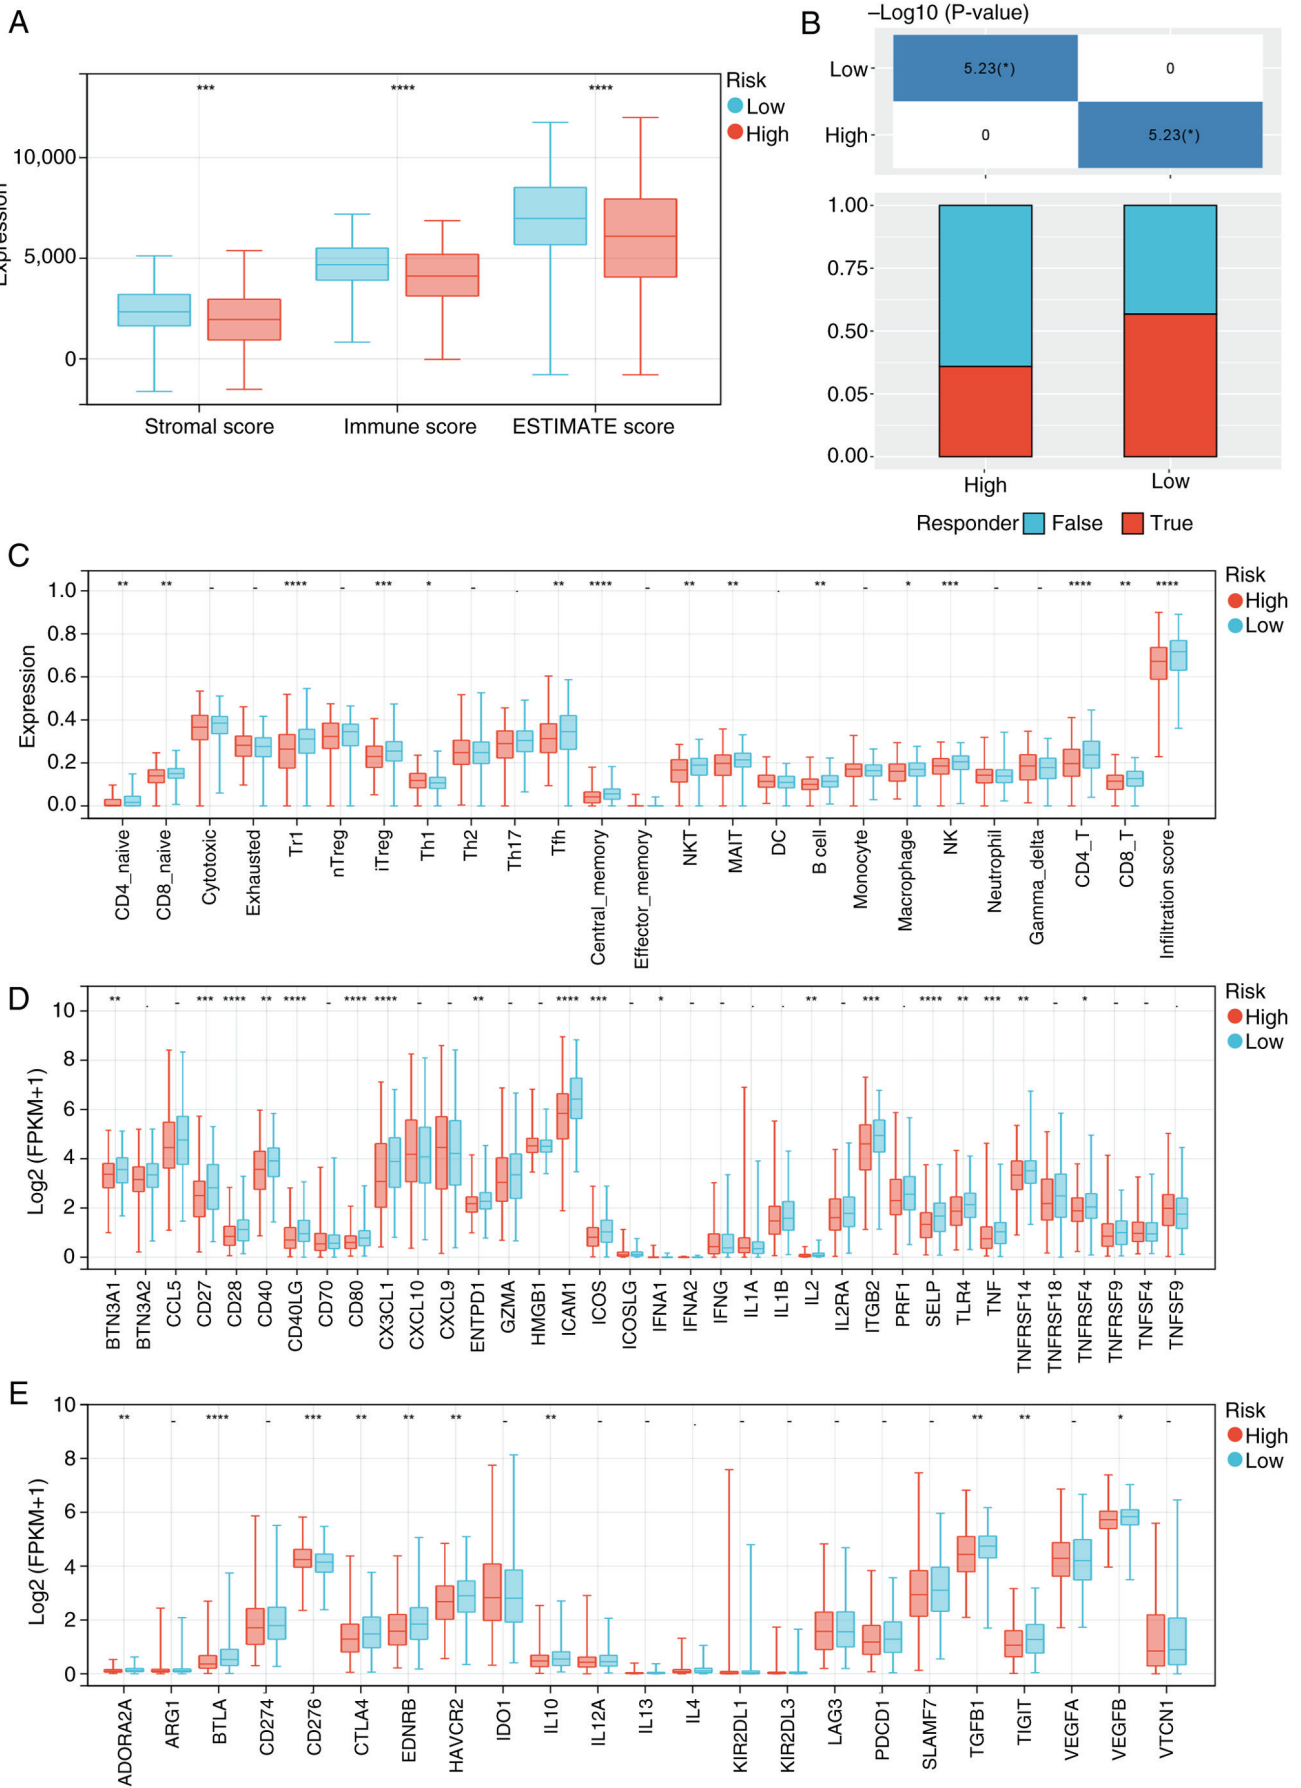 A
Expression
10,000
5,000
0
*** **** ****
Stromal score Immune score ESTIMATE score
Risk
Low
High
B
–Log10 (P-value)
Low 5.23(*) 0
High 0 5.23(*)
1.00
0.75
0.50
0.05
0.00
High Low
Responder False True
C
Expression
1.0
0.8
0.6
0.4
0.2
0.0
** ** - - **** - *** * - . ** **** - ** ** . ** - * *** - - **** ** ****
CD4_naive CD8_naive Cytotoxic Exhausted Tr1 nTreg iTreg Th1 Th2 Th17 Tfh Central_memory Effector_memory NKT MAIT DC B cell Monocyte Macrophage NK Neutrophil Gamma_delta CD4_T CD8_T Infiltration score
Risk
High
Low
D
Log2 (FPKM+1)
10
8
6
4
2
0
** . - *** **** ** **** - **** **** - - ** - - **** *** - * - - . . ** - *** . **** ** *** ** - * - - .
BTN3A1 BTN3A2 CCL5 CD27 CD28 CD40 CD40LG CD70 CD80 CX3CL1 CXCL10 CXCL9 ENTPD1 GZMA HMGB1 ICAM1 ICOS ICOSLG IFNA1 IFNA2 IFNG IL1A IL1B IL2 IL2RA ITGB2 PRF1 SELP TLR4 TNF TNFRSF14 TNFRSF18 TNFRSF4 TNFRSF9 TNFSF4 TNFSF9
Risk
High
Low
E
Log2 (FPKM+1)
10
8
6
4
2
0
** - **** - *** ** ** ** - ** - - . - - - - - ** ** - * -
ADORA2A ARG1 BTLA CD274 CD276 CTLA4 EDNRB HAVCR2 IDO1 IL10 IL12A IL13 IL4 KIR2DL1 KIR2DL3 LAG3 PDCD1 SLAMF7 TGFB1 TIGIT VEGFA VEGFB VTCN1
Risk
High
Low